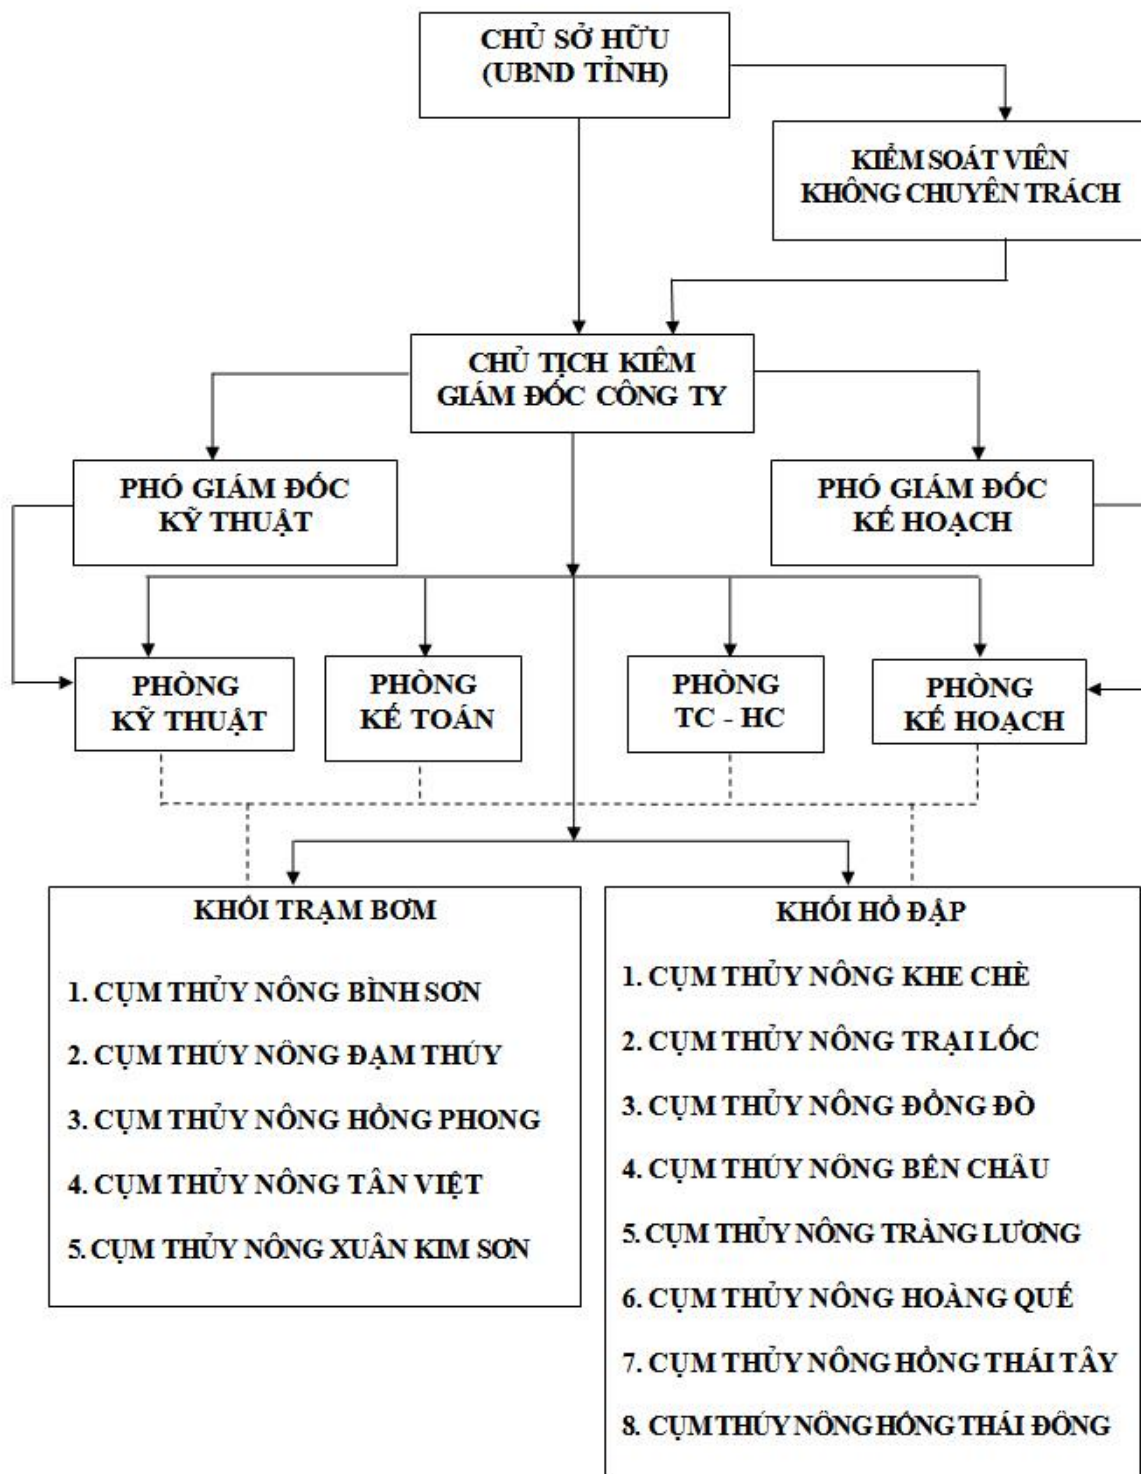 CHỦ SỞ HỮU
(UBND TỈNH)
KIỂM SOÁT VIÊN
KHÔNG CHUYÊN TRÁCH
CHỦ TỊCH KIÊM
GIÁM ĐỐC CÔNG TY
PHÓ GIÁM ĐỐC
KỸ THUẬT
PHÓ GIÁM ĐỐC
KẾ HOẠCH
PHÒNG
KỸ THUẬT
PHÒNG
KẾ TOÁN
PHÒNG
TC - HC
PHÒNG
KẾ HOẠCH
KHỐI TRẠM BƠM
1. CỤM THỦY NÔNG BÌNH SƠN
2. CỤM THỦY NÔNG ĐẠM THỦY
3. CỤM THỦY NÔNG HỒNG PHONG
4. CỤM THỦY NÔNG TÂN VIỆT
5. CỤM THỦY NÔNG XUÂN KIM SƠN
KHỐI HỒ ĐẬP
1. CỤM THỦY NÔNG KHE CHÈ
2. CỤM THỦY NÔNG TRẠI LỐC
3. CỤM THỦY NÔNG ĐỒNG ĐÒ
4. CỤM THỦY NÔNG BẾN CHÂU
5. CỤM THỦY NÔNG TRÀNG LƯƠNG
6. CỤM THỦY NÔNG HOÀNG QUẾ
7. CỤM THỦY NÔNG HỒNG THÁI TÂY
8. CỤM THỦY NÔNG HỒNG THÁI ĐÔNG